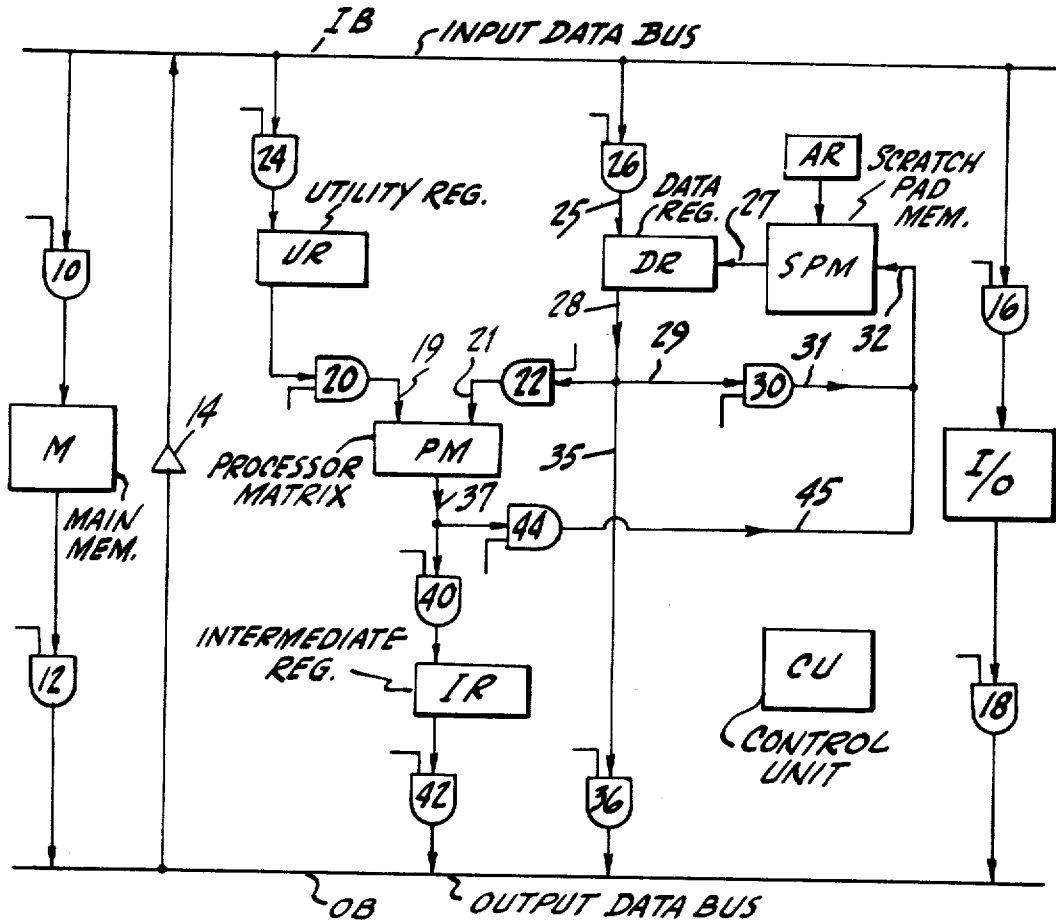 IB
INPUT DATA BUS
24
26
AR
SCRATCH
PAD
MEM.
UTILITY REG.
25
DATA
REG.
27
10
UR
DR
SPM
16
28
32
14
20
19
21
22
29
30
31
M
PM
I/O
PROCESSOR
MATRIX
35
37
MAIN
MEM.
44
45
40
INTERMEDIATE
REG.
12
IR
CU
18
CONTROL
UNIT
42
36
OB
OUTPUT DATA BUS